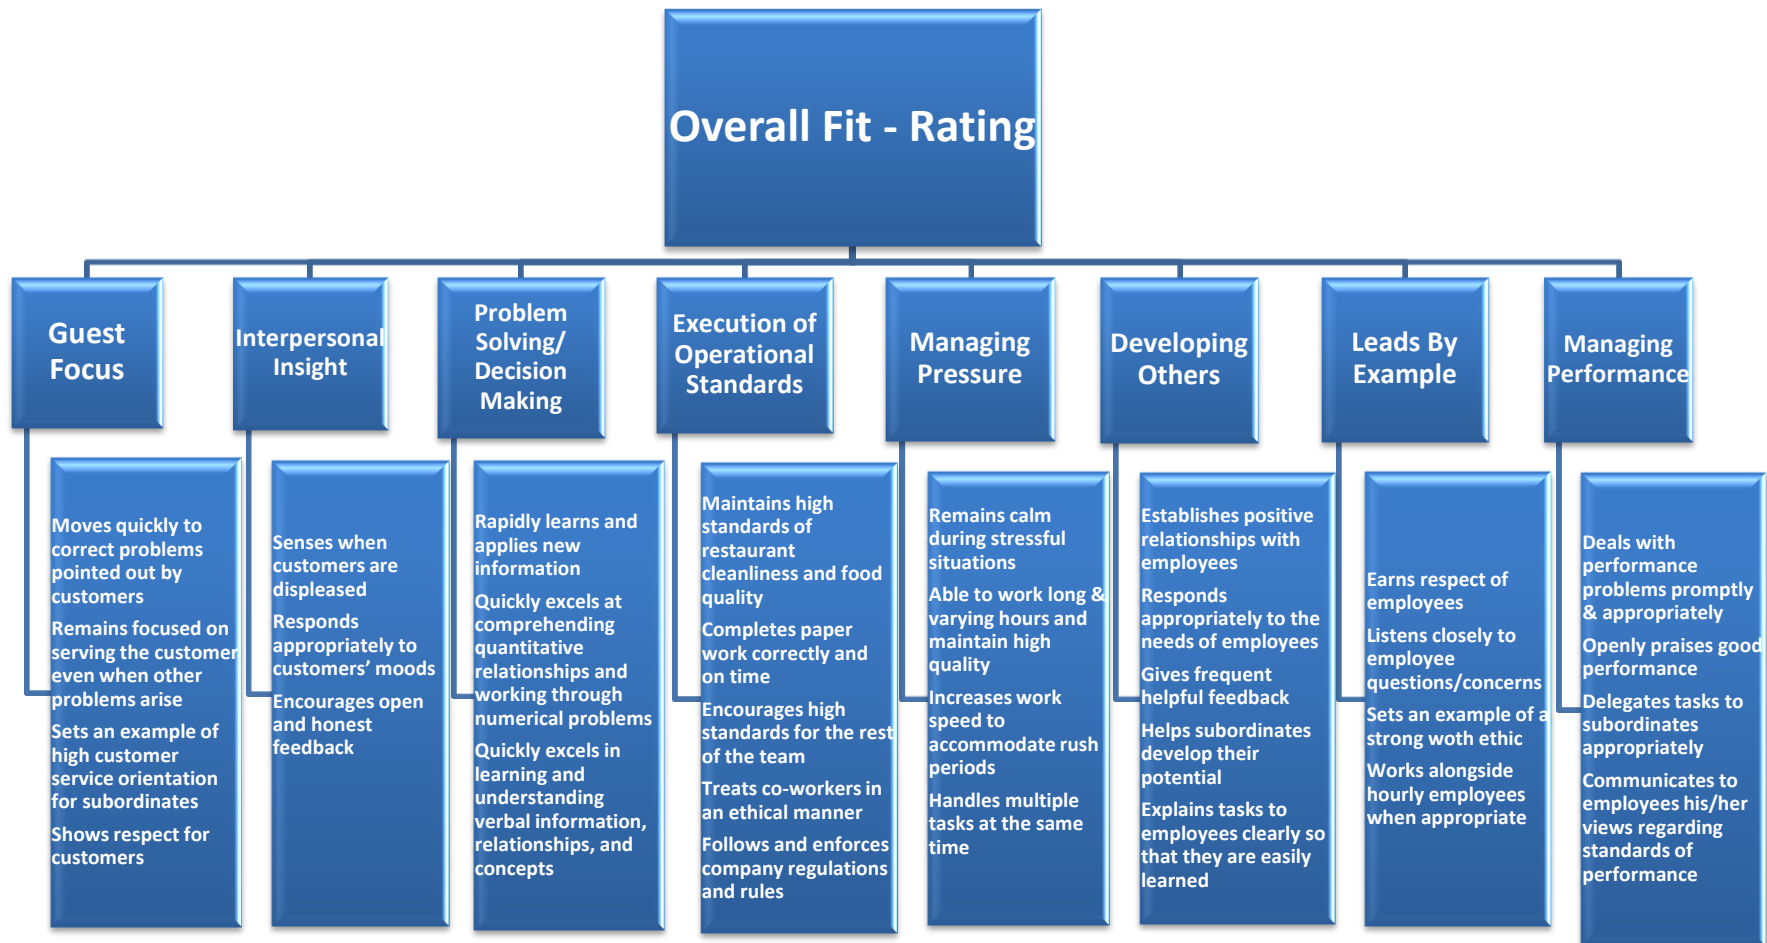 Overall Fit - Rating
Guest
Focus
Moves quickly to
correct problems
pointed out by
customers
Remains focused on
serving the customer
even when other
problems arise
Sets an example of
high customer
service orientation
for subordinates
Shows respect for
customers
Interpersonal
Insight
Senses when
customers are
displeased
Responds
appropriately to
customers’ moods
Encourages open
and honest
feedback
Problem
Solving/
Decision
Making
Rapidly learns and
applies new
information
Quickly excels at
comprehending
quantitative
relationships and
working through
numerical problems
Quickly excels in
learning and
understanding
verbal information,
relationships, and
concepts
Execution of
Operational
Standards
Maintains high
standards of
restaurant
cleanliness and food
quality
Completes paper
work correctly and
on time
Encourages high
standards for the rest
of the team
Treats co-workers in
an ethical manner
Follows and enforces
company regulations
and rules
Managing
Pressure
Remains calm
during stressful
situations
Able to work long &
varying hours and
maintain high
quality
Increases work
speed to
accommodate rush
periods
Handles multiple
tasks at the same
time
Developing
Others
Establishes positive
relationships with
employees
Responds
appropriately to the
needs of employees
Gives frequent
helpful feedback
Helps subordinates
develop their
potential
Explains tasks to
employees clearly so
that they are easily
learned
Leads By
Example
Earns respect of
employees
Listens closely to
employee
questions/concerns
Sets an example of a
strong woth ethic
Works alongside
hourly employees
when appropriate
Managing
Performance
Deals with
performance
problems promptly
& appropriately
Openly praises good
performance
Delegates tasks to
subordinates
appropriately
Communicates to
employees his/her
views regarding
standards of
performance